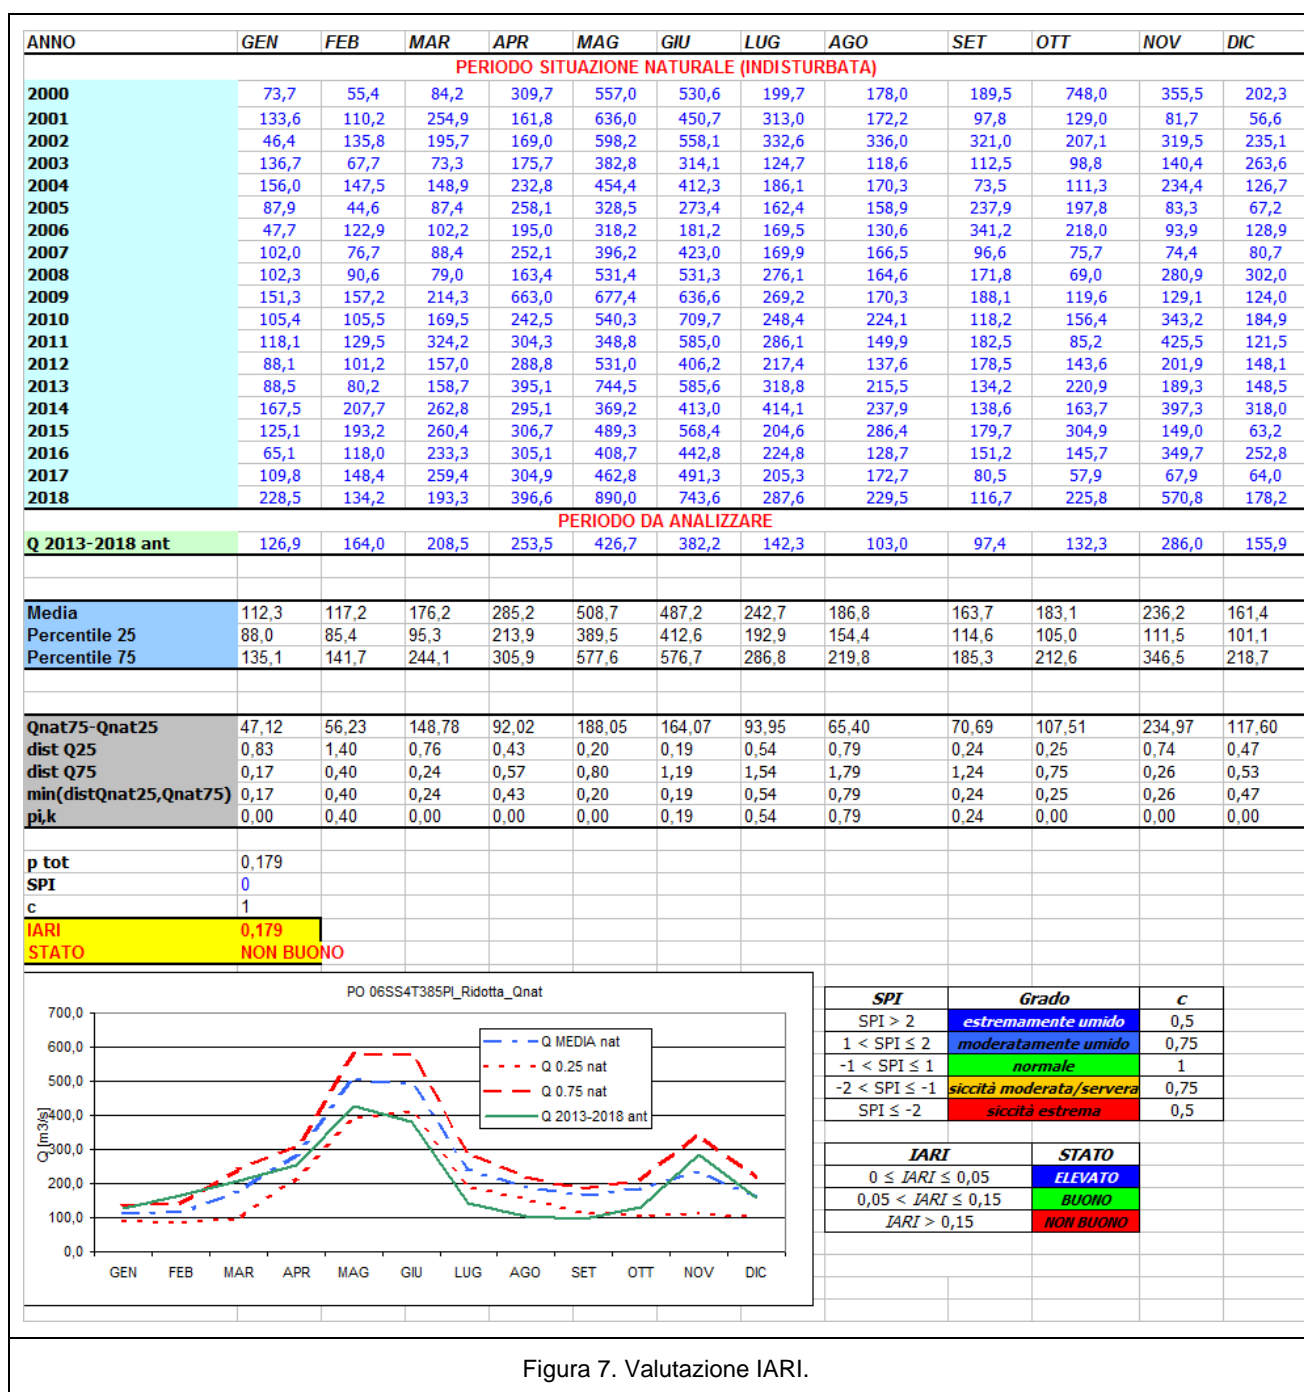 ANNO GEN FEB MAR APR MAG GIU LUG AGO SET OTT NOV DIC
PERIODO SITUAZIONE NATURALE (INDISTURBATA)
2000 73,7 55,4 84,2 309,7 557,0 530,6 199,7 178,0 189,5 748,0 355,5 202,3
2001 133,6 110,2 254,9 161,8 636,0 450,7 313,0 172,2 97,8 129,0 81,7 56,6
2002 46,4 135,8 195,7 169,0 598,2 558,1 332,6 336,0 321,0 207,1 319,5 235,1
2003 136,7 67,7 73,3 175,7 382,8 314,1 124,7 118,6 112,5 98,8 140,4 263,6
2004 156,0 147,5 148,9 232,8 454,4 412,3 186,1 170,3 73,5 111,3 234,4 126,7
2005 87,9 44,6 87,4 258,1 328,5 273,4 162,4 158,9 237,9 197,8 83,3 67,2
2006 47,7 122,9 102,2 195,0 318,2 181,2 169,5 130,6 341,2 218,0 93,9 128,9
2007 102,0 76,7 88,4 252,1 396,2 423,0 169,9 166,5 96,6 75,7 74,4 80,7
2008 102,3 90,6 79,0 163,4 531,4 531,3 276,1 164,6 171,8 69,0 280,9 302,0
2009 151,3 157,2 214,3 663,0 677,4 636,6 269,2 170,3 188,1 119,6 129,1 124,0
2010 105,4 105,5 169,5 242,5 540,3 709,7 248,4 224,1 118,2 156,4 343,2 184,9
2011 118,1 129,5 324,2 304,3 348,8 585,0 286,1 149,9 182,5 85,2 425,5 121,5
2012 88,1 101,2 157,0 288,8 531,0 406,2 217,4 137,6 178,5 143,6 201,9 148,1
2013 88,5 80,2 158,7 395,1 744,5 585,6 318,8 215,5 134,2 220,9 189,3 148,5
2014 167,5 207,7 262,8 295,1 369,2 413,0 414,1 237,9 138,6 163,7 397,3 318,0
2015 125,1 193,2 260,4 306,7 489,3 568,4 204,6 286,4 179,7 304,9 149,0 63,2
2016 65,1 118,0 233,3 305,1 408,7 442,8 224,8 128,7 151,2 145,7 349,7 252,8
2017 109,8 148,4 259,4 304,9 462,8 491,3 205,3 172,7 80,5 57,9 67,9 64,0
2018 228,5 134,2 193,3 396,6 890,0 743,6 287,6 229,5 116,7 225,8 570,8 178,2
PERIODO DA ANALIZZARE
Q 2013-2018 ant 126,9 164,0 208,5 253,5 426,7 382,2 142,3 103,0 97,4 132,3 286,0 155,9
Media 112,3 117,2 176,2 285,2 508,7 487,2 242,7 186,8 163,7 183,1 236,2 161,4
Percentile 25 88,0 85,4 95,3 213,9 389,5 412,6 192,9 154,4 114,6 105,0 111,5 101,1
Percentile 75 135,1 141,7 244,1 305,9 577,6 576,7 286,8 219,8 185,3 212,6 346,5 218,7
Qnat75-Qnat25 47,12 56,23 148,78 92,02 188,05 164,07 93,95 65,40 70,69 107,51 234,97 117,60
dist Q25 0,83 1,40 0,76 0,43 0,20 0,19 0,54 0,79 0,24 0,25 0,74 0,47
dist Q75 0,17 0,40 0,24 0,57 0,80 1,19 1,54 1,79 1,24 0,75 0,26 0,53
min(distQnat25,Qnat75) 0,17 0,40 0,24 0,43 0,20 0,19 0,54 0,79 0,24 0,25 0,26 0,47
pi,k 0,00 0,40 0,00 0,00 0,00 0,19 0,54 0,79 0,24 0,00 0,00 0,00
p tot 0,179
SPI 0
c 1
IARI 0,179
STATO NON BUONO
PO 06SS4T385PI_Ridotta_Qnat
Q [m3/s]
700,0
600,0
500,0
400,0
300,0
200,0
100,0
0,0
GEN FEB MAR APR MAG GIU LUG AGO SET OTT NOV DIC
Q MEDIA nat
Q 0.25 nat
Q 0.75 nat
Q 2013-2018 ant
SPI Grado c
SPI > 2 estremamente umido 0,5
1 < SPI ≤ 2 moderatamente umido 0,75
-1 < SPI ≤ 1 normale 1
-2 < SPI ≤ -1 siccità moderata/servera 0,75
SPI ≤ -2 siccità estrema 0,5
IARI STATO
0 ≤ IARI ≤ 0,05 ELEVATO
0,05 < IARI ≤ 0,15 BUONO
IARI > 0,15 NON BUONO
Figura 7. Valutazione IARI.